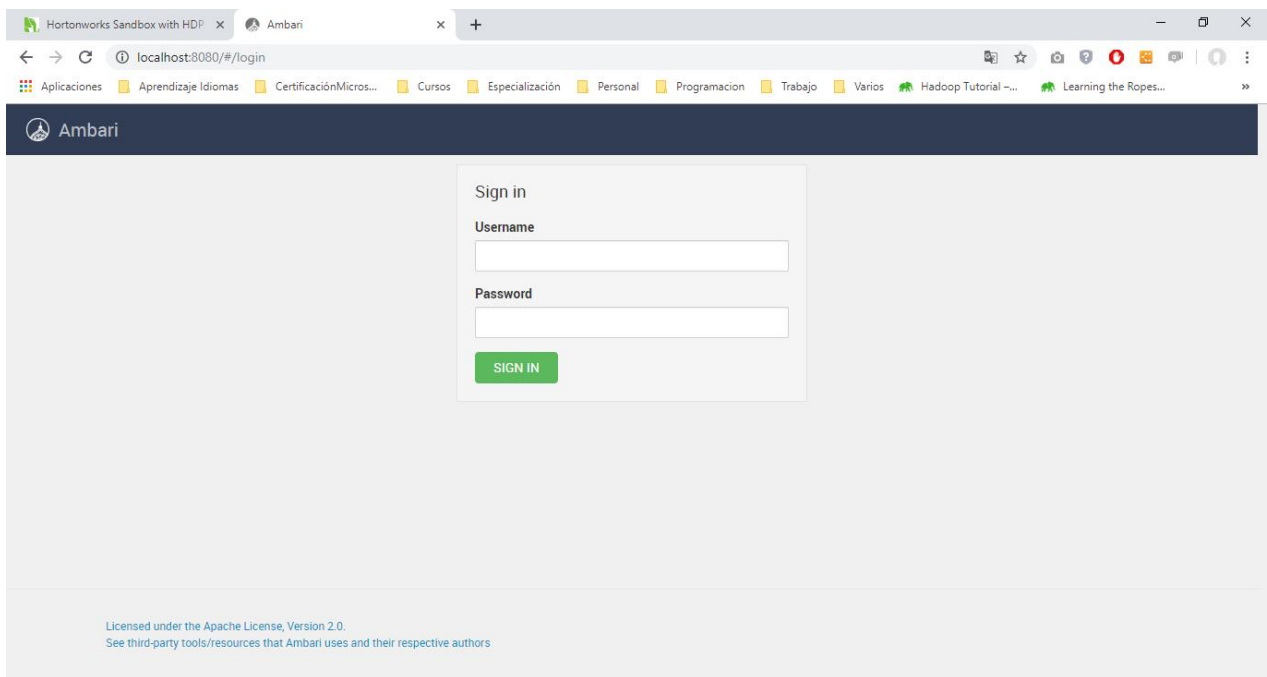 Hortonworks Sandbox with HDP
Ambari
localhost:8080/#/login
Aplicaciones Aprendizaje Idiomas CertificaciónMicros... Cursos Especialización Personal Programacion Trabajo Varios Hadoop Tutorial –... Learning the Ropes... »
Ambari
Sign in
Username
Password
SIGN IN
Licensed under the Apache License, Version 2.0.
See third-party tools/resources that Ambari uses and their respective authors